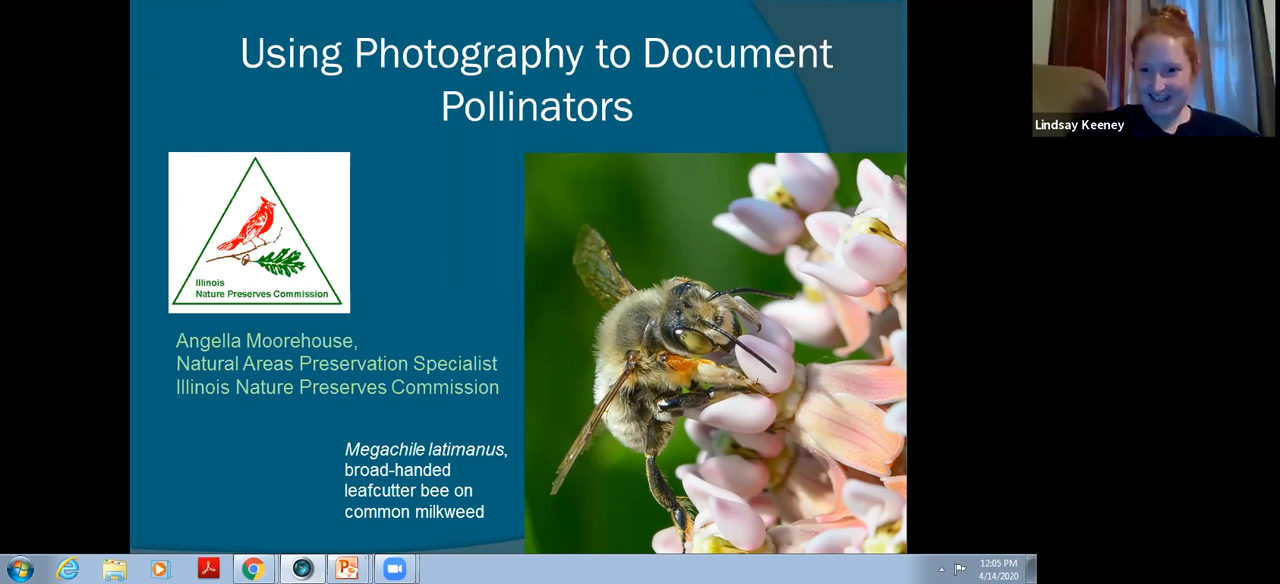 Using Photography to Document
Pollinators
Lindsay Keeney
Illinois
Nature Preserves Commission
Angella Moorehouse,
Natural Areas Preservation Specialist
Illinois Nature Preserves Commission
Megachile latimanus,
broad-handed
leafcutter bee on
common milkweed
12:05 PM
4/14/2020